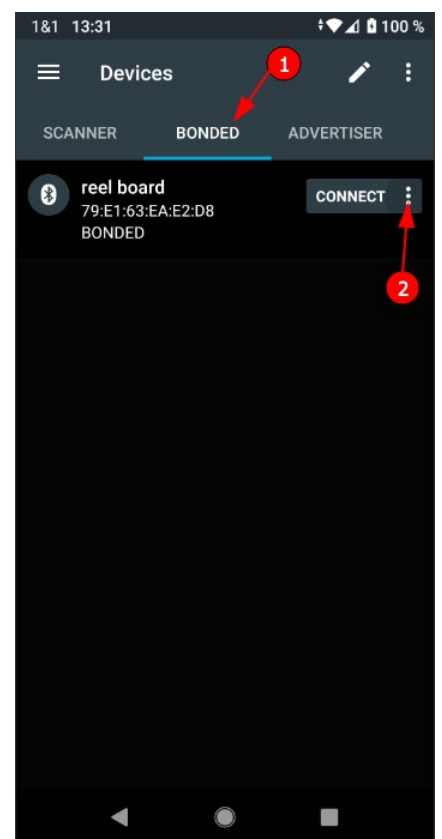 1&1 13:31 100 %
Devices
1
SCANNER BONDED ADVERTISER
reel board
79:E1:63:EA:E2:D8
BONDED
CONNECT
2